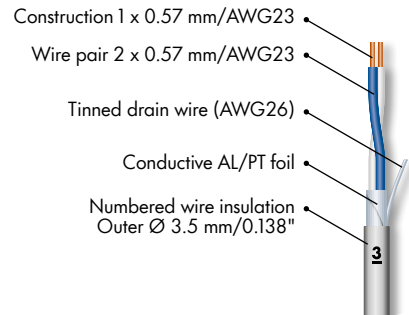 Construction 1 x 0.57 mm/AWG23
Wire pair 2 x 0.57 mm/AWG23
Tinned drain wire (AWG26)
Conductive AL/PT foil
Numbered wire insulation
Outer Ø 3.5 mm/0.138"
3